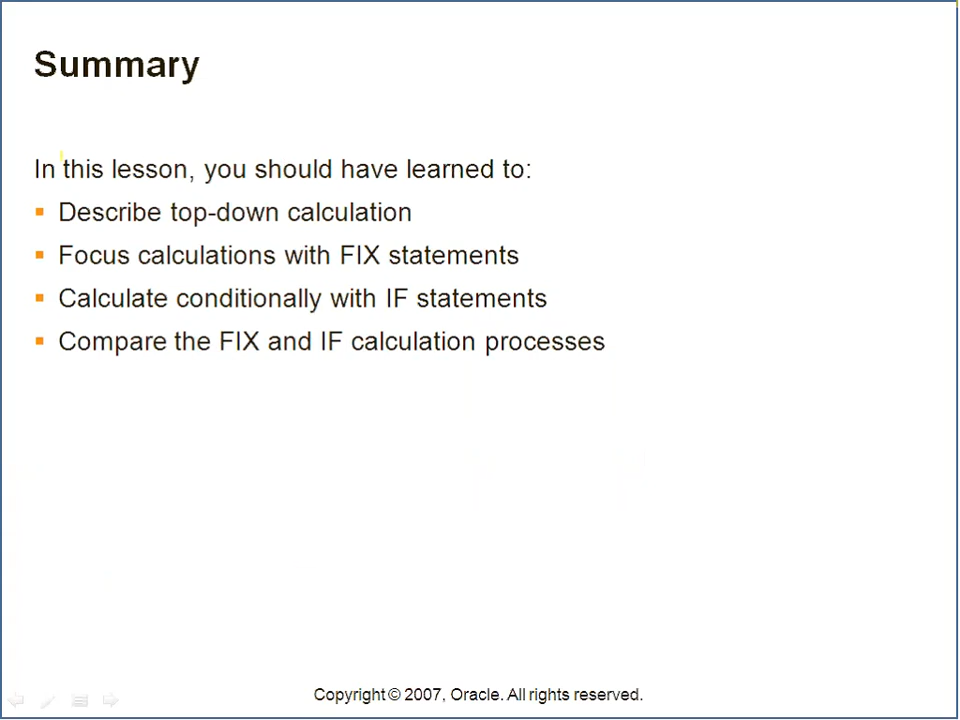 Summary
In this lesson, you should have learned to:
▪ Describe top-down calculation
▪ Focus calculations with FIX statements
▪ Calculate conditionally with IF statements
▪ Compare the FIX and IF calculation processes
Copyright © 2007, Oracle. All rights reserved.